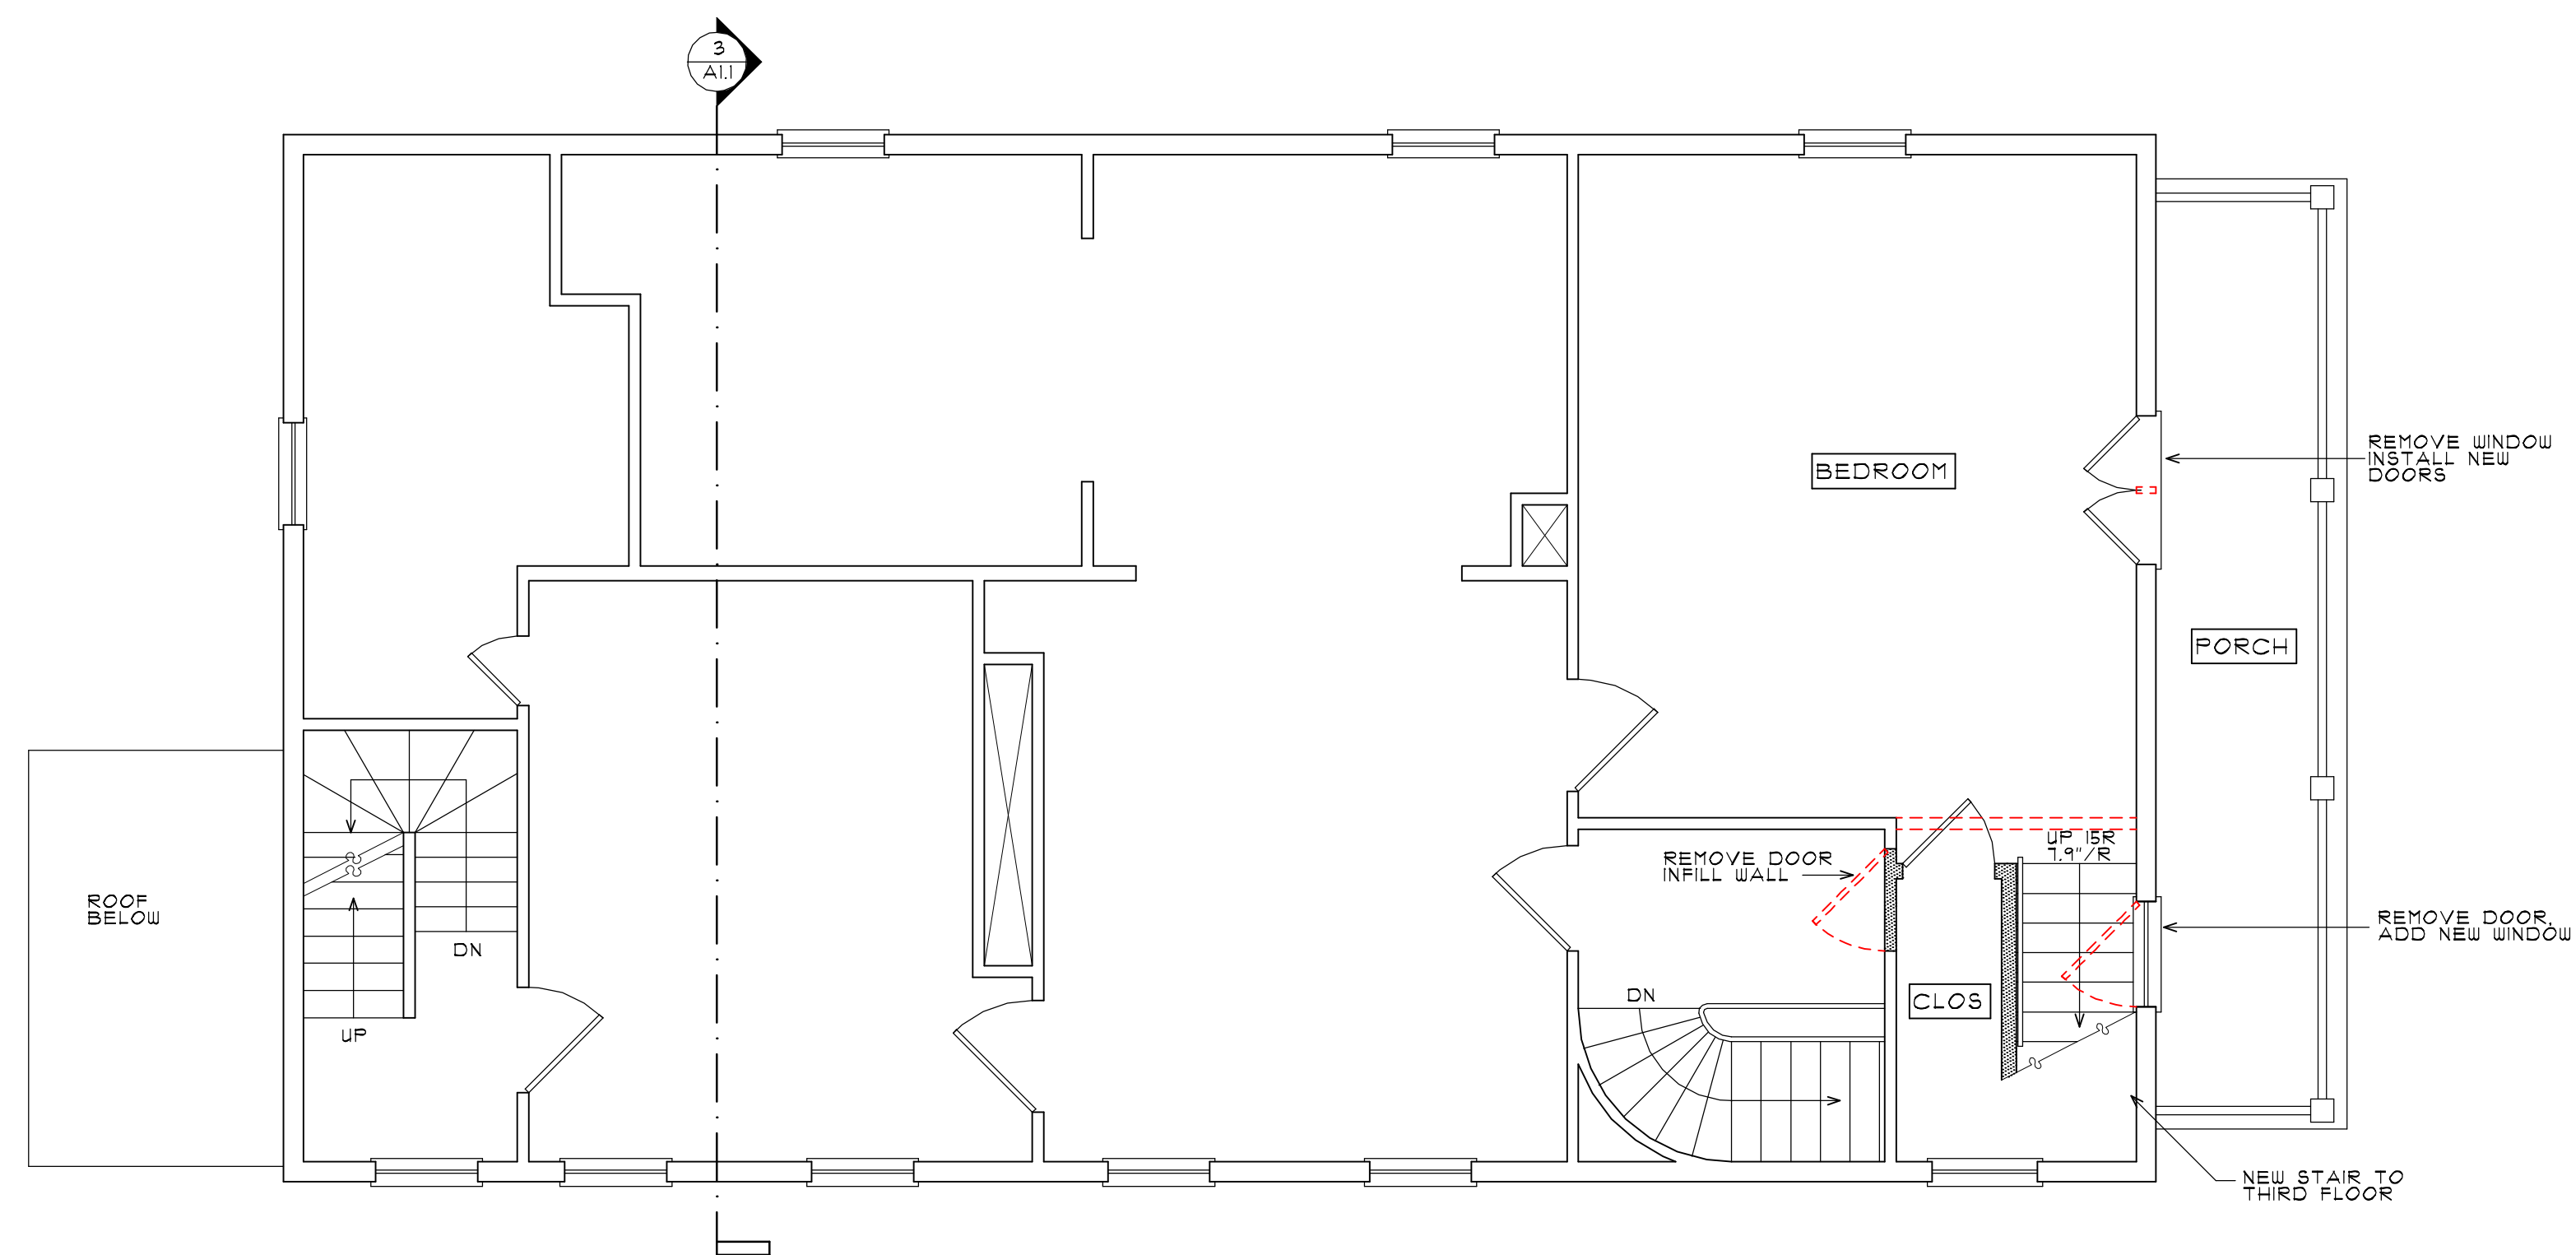 3
A1.1
REMOVE WINDOW
INSTALL NEW
DOORS
BEDROOM
PORCH
UP 15R
7.9"/R
REMOVE DOOR
INFILL WALL
ROOF
BELOW
REMOVE DOOR,
ADD NEW WINDOW
DN
DN
CLOS
UP
NEW STAIR TO
THIRD FLOOR